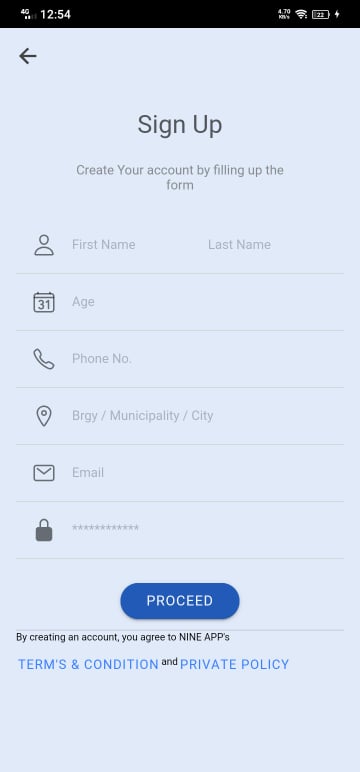 4G 12:54 4.70 KB/s 22
Sign Up
Create Your account by filling up the
form
First Name Last Name
31 Age
Phone No.
Brgy / Municipality / City
Email
************
PROCEED
By creating an account, you agree to NINE APP's
TERM'S & CONDITION and PRIVATE POLICY